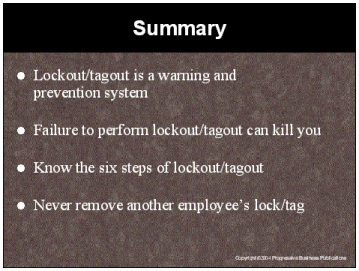 Summary
● Lockout/tagout is a warning and
prevention system
● Failure to perform lockout/tagout can kill you
● Know the six steps of lockout/tagout
● Never remove another employee's lock/tag
Copyright ©2004 Progressive Business Publications